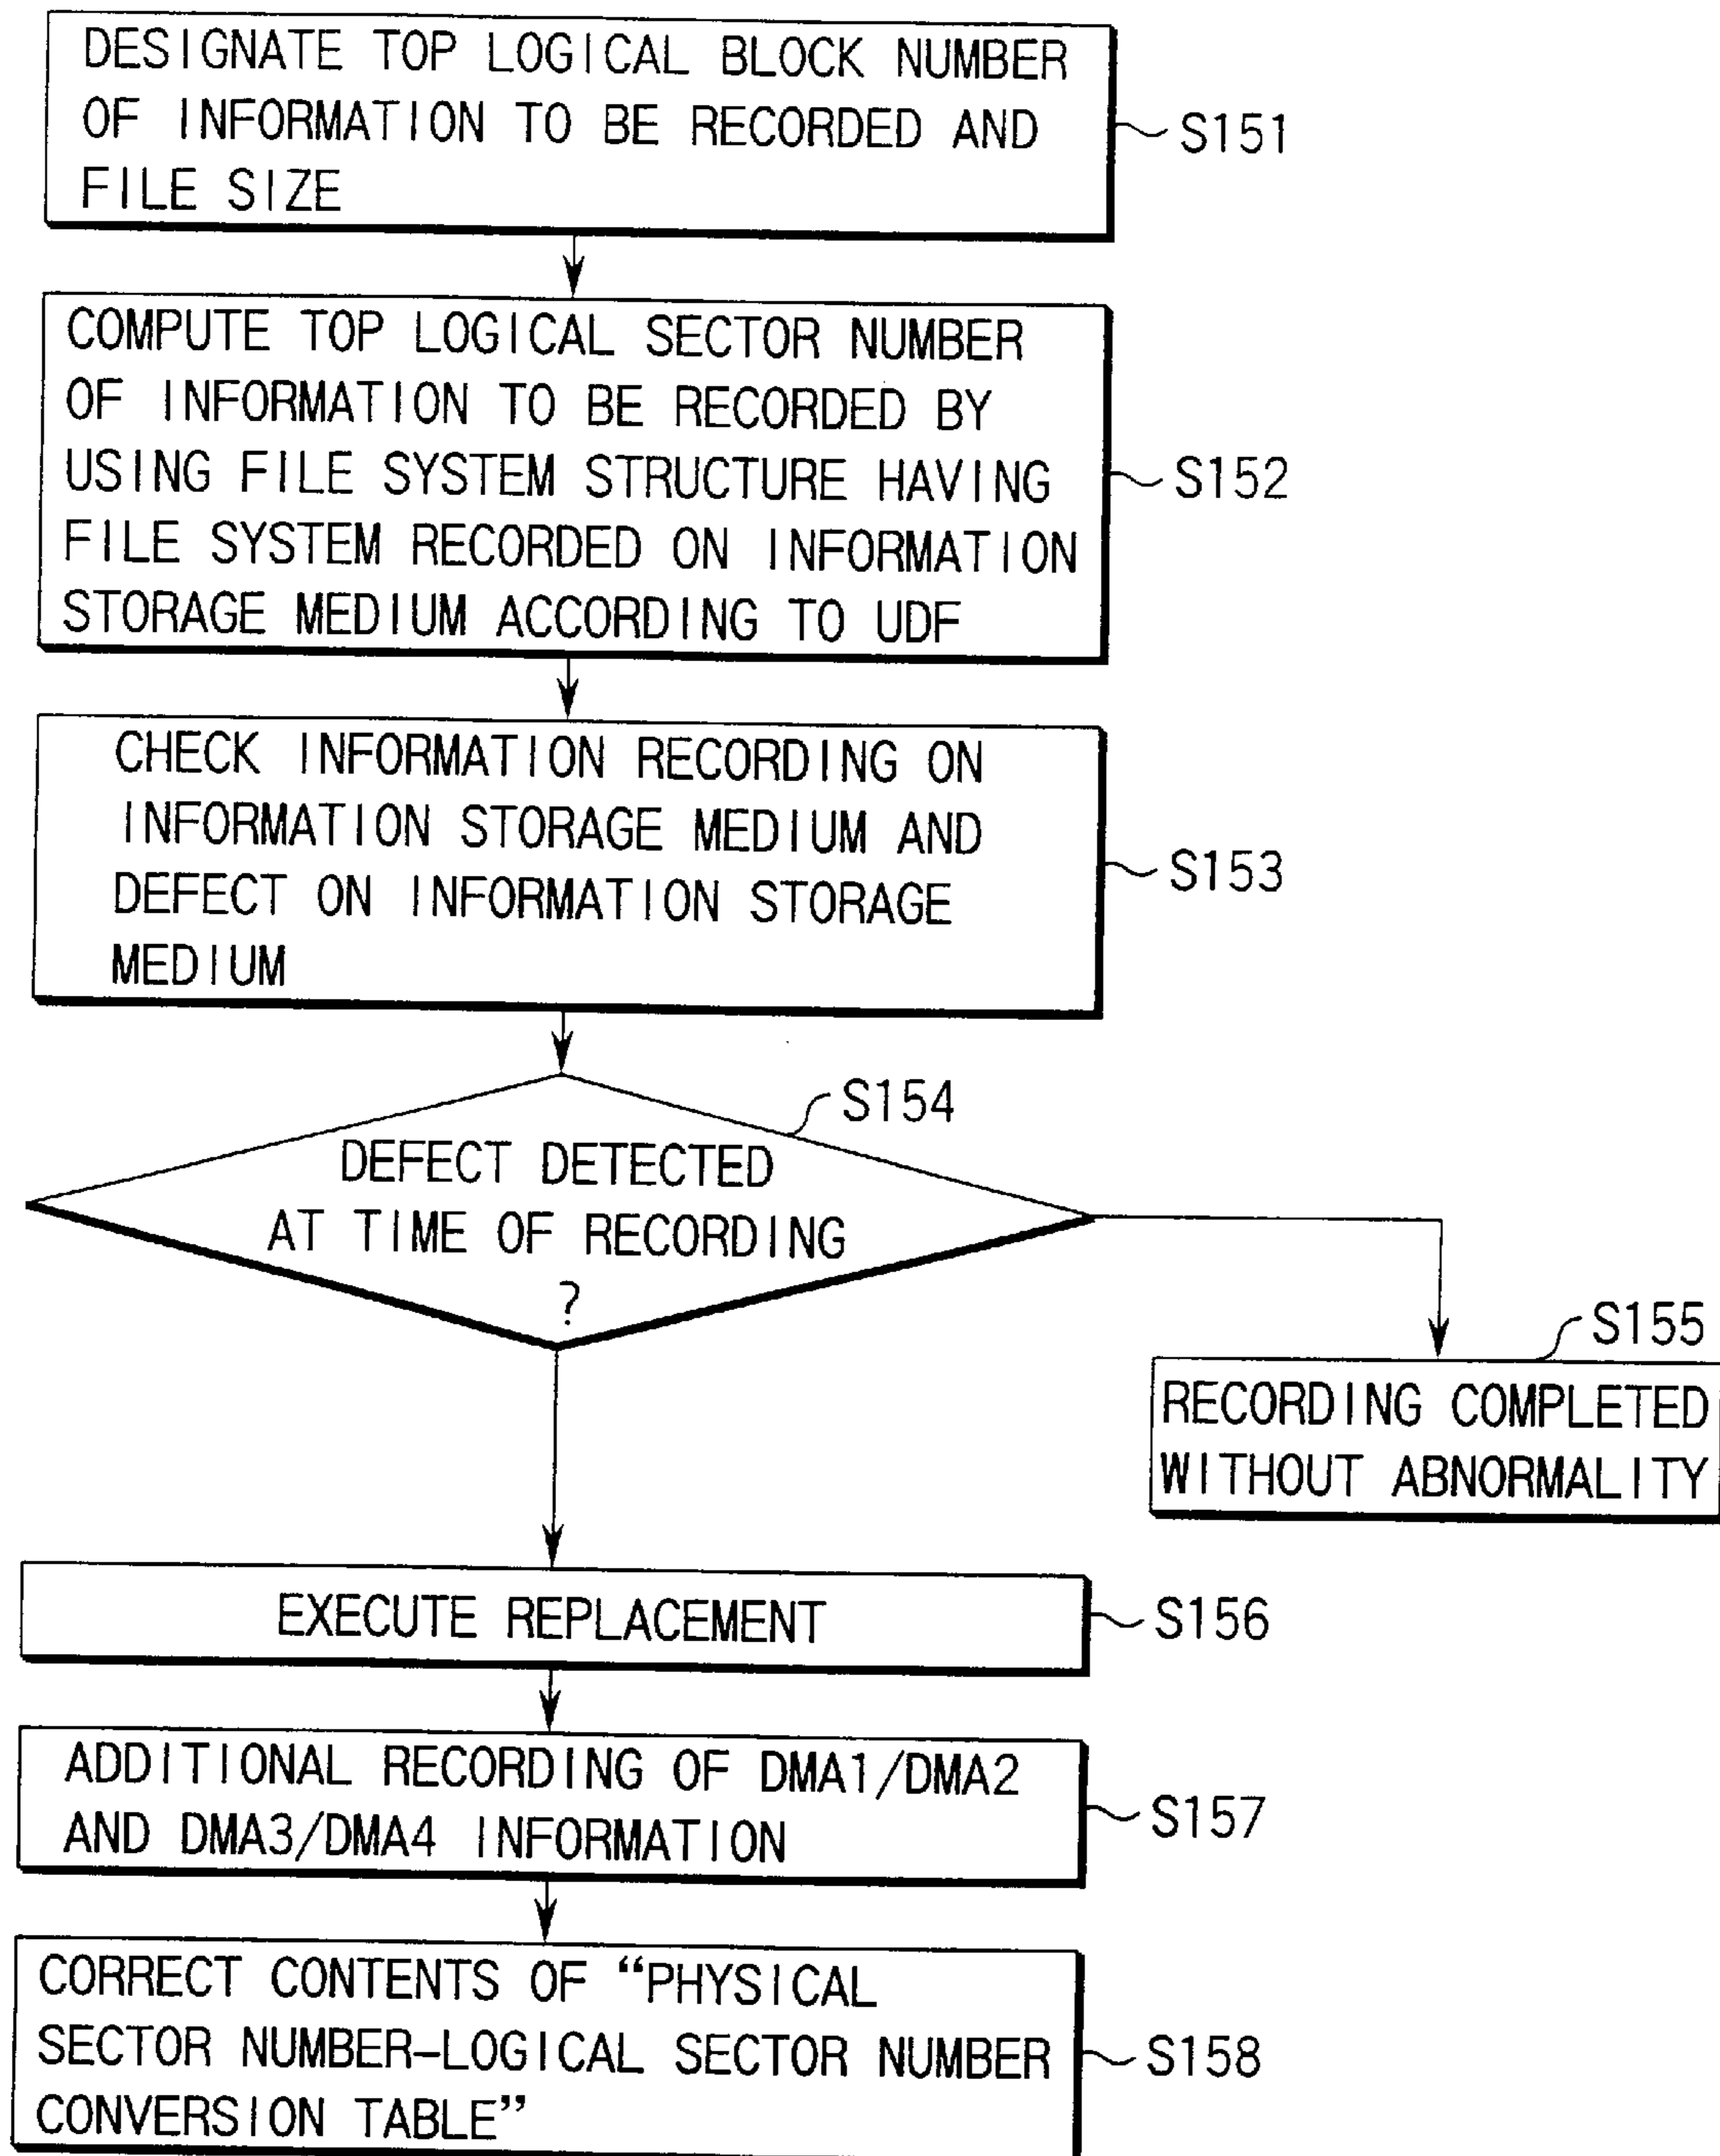 DESIGNATE TOP LOGICAL BLOCK NUMBER
OF INFORMATION TO BE RECORDED AND
FILE SIZE
S151
COMPUTE TOP LOGICAL SECTOR NUMBER
OF INFORMATION TO BE RECORDED BY
USING FILE SYSTEM STRUCTURE HAVING
FILE SYSTEM RECORDED ON INFORMATION
STORAGE MEDIUM ACCORDING TO UDF
S152
CHECK INFORMATION RECORDING ON
INFORMATION STORAGE MEDIUM AND
DEFECT ON INFORMATION STORAGE
MEDIUM
S153
S154
DEFECT DETECTED
AT TIME OF RECORDING
?
S155
RECORDING COMPLETED
WITHOUT ABNORMALITY
EXECUTE REPLACEMENT
S156
ADDITIONAL RECORDING OF DMA1/DMA2
AND DMA3/DMA4 INFORMATION
S157
CORRECT CONTENTS OF “PHYSICAL
SECTOR NUMBER–LOGICAL SECTOR NUMBER
CONVERSION TABLE”
S158